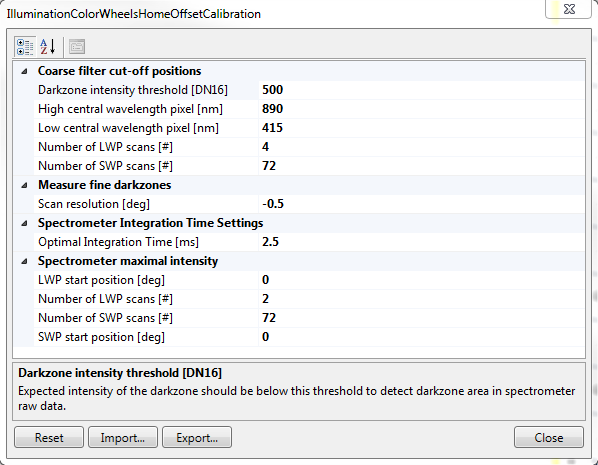 IlluminationColorWheelsHomeOffsetCalibration
Coarse filter cut-off positions
Darkzone intensity threshold [DN16] 500
High central wavelength pixel [nm] 890
Low central wavelength pixel [nm] 415
Number of LWP scans [#] 4
Number of SWP scans [#] 72
Measure fine darkzones
Scan resolution [deg] -0.5
Spectrometer Integration Time Settings
Optimal Integration Time [ms] 2.5
Spectrometer maximal intensity
LWP start position [deg] 0
Number of LWP scans [#] 2
Number of SWP scans [#] 72
SWP start position [deg] 0
Darkzone intensity threshold [DN16]
Expected intensity of the darkzone should be below this threshold to detect darkzone area in spectrometer
raw data.
Reset Import... Export... Close